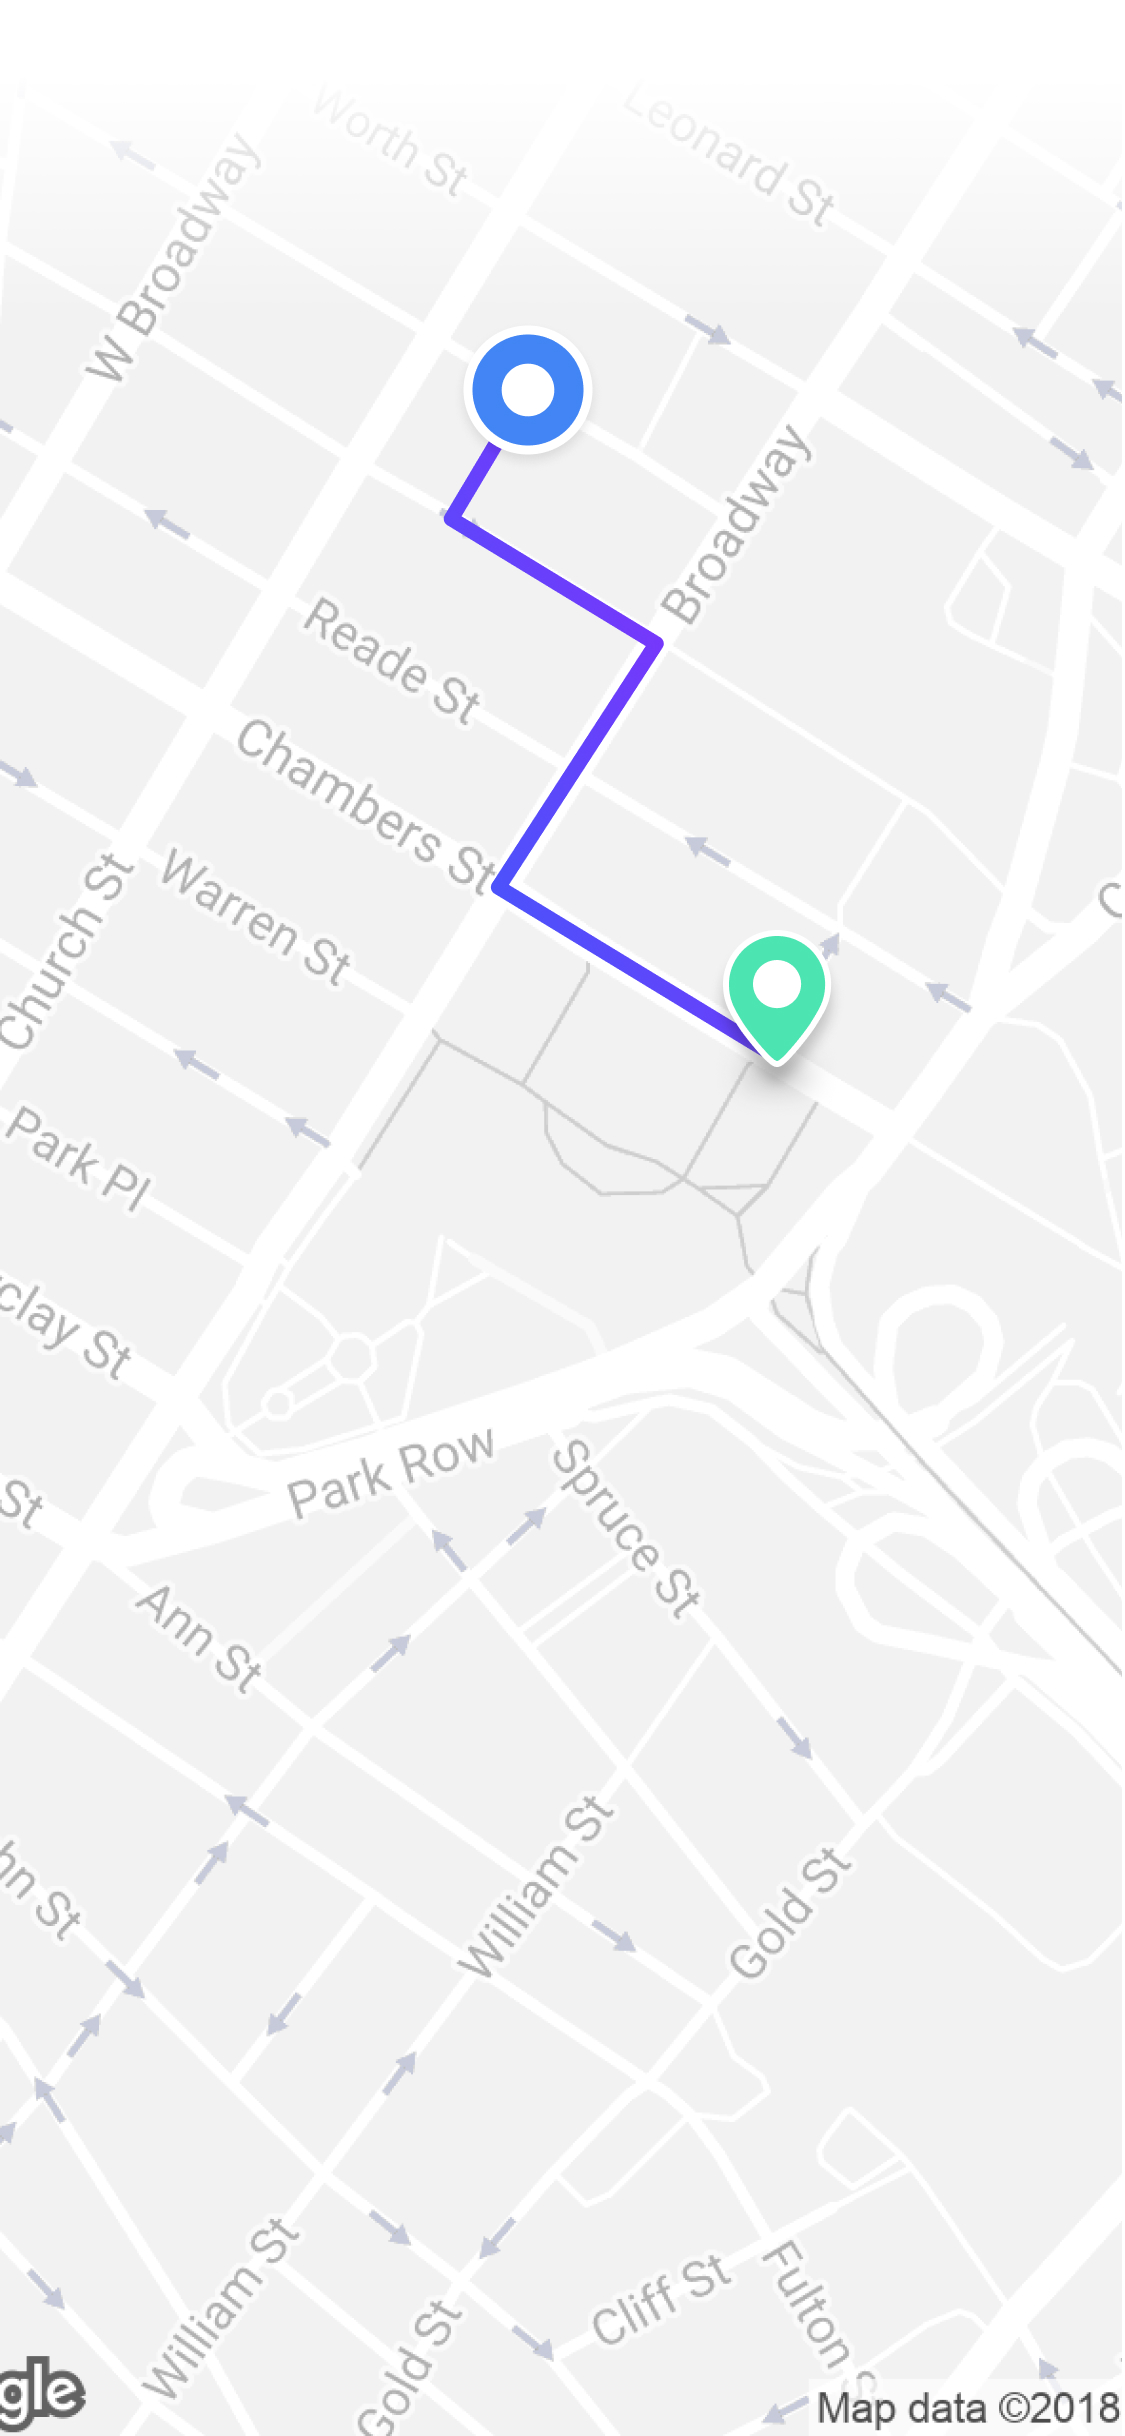 Worth St
Leonard St
W Broadway
Broadway
Reade St
Chambers St
Warren St
Church St
C
Park Pl
clay St
Park Row
St
Spruce St
Ann St
William St
Gold St
hn St
William St
Gold St
Cliff St
Fulton S
gle
Map data ©2018